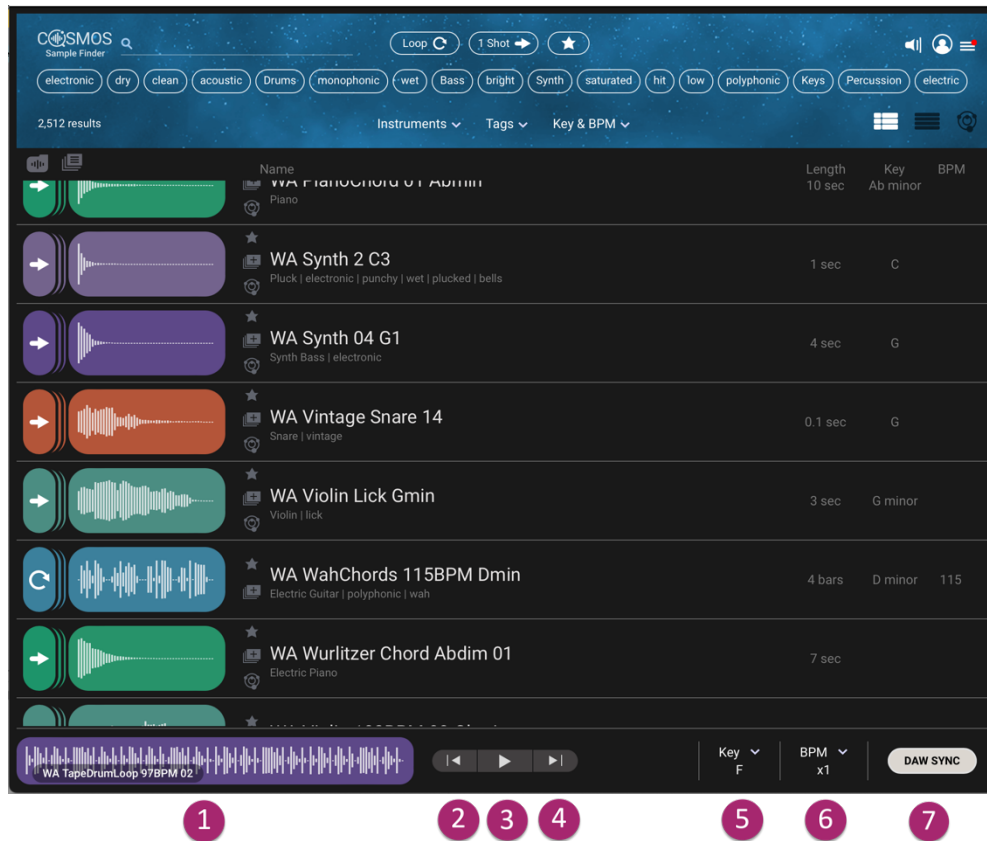 COSMOS
Sample Finder
Loop
1 Shot
electronic dry clean acoustic Drums monophonic wet Bass bright Synth saturated hit low polyphonic Keys Percussion electric
2,512 results
Instruments Tags Key & BPM
Name Length Key BPM
WA PianoChord 01 Abmin 10 sec Ab minor
Piano
WA Synth 2 C3 1 sec C
Pluck | electronic | punchy | wet | plucked | bells
WA Synth 04 G1 4 sec G
Synth Bass | electronic
WA Vintage Snare 14 0.1 sec G
Snare | vintage
WA Violin Lick Gmin 3 sec G minor
Violin | lick
WA WahChords 115BPM Dmin 4 bars D minor 115
Electric Guitar | polyphonic | wah
WA Wurlitzer Chord Abdim 01 7 sec
Electric Piano
WA TapeDrumLoop 97BPM 02
Key BPM
F x1
DAW SYNC
1 2 3 4 5 6 7